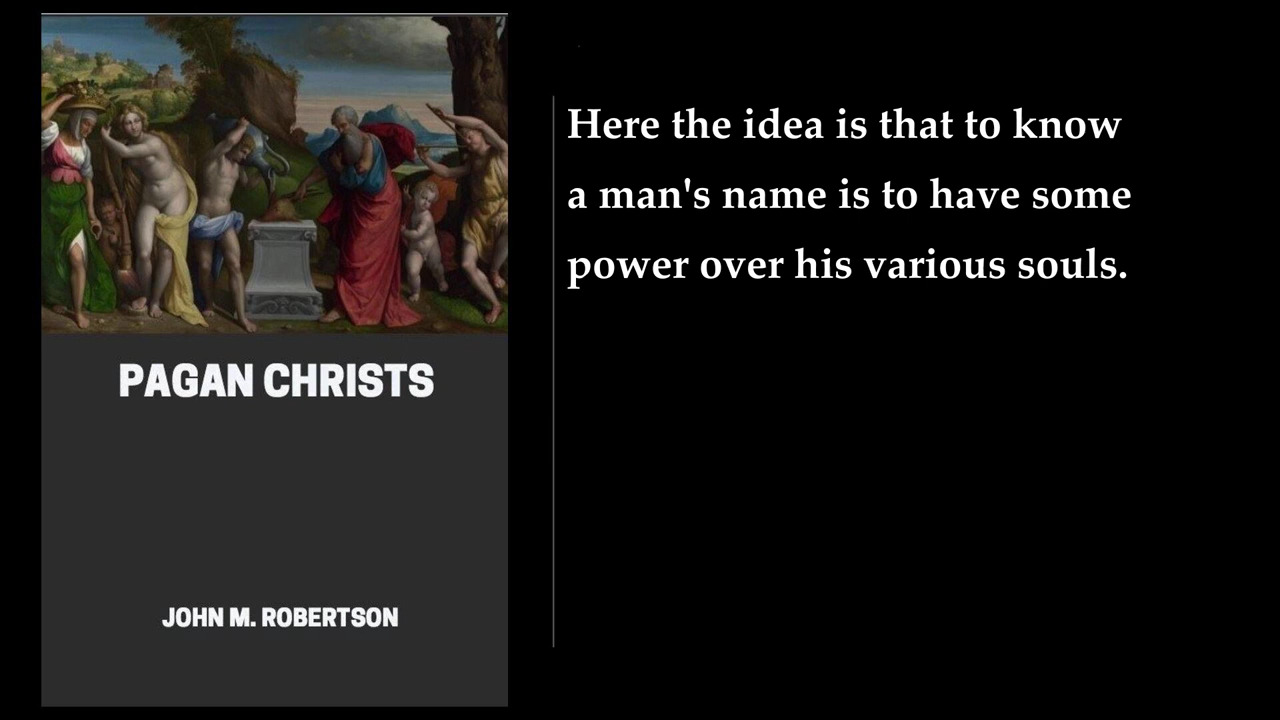 PAGAN CHRISTS
JOHN M. ROBERTSON
Here the idea is that to know
a man's name is to have some
power over his various souls.